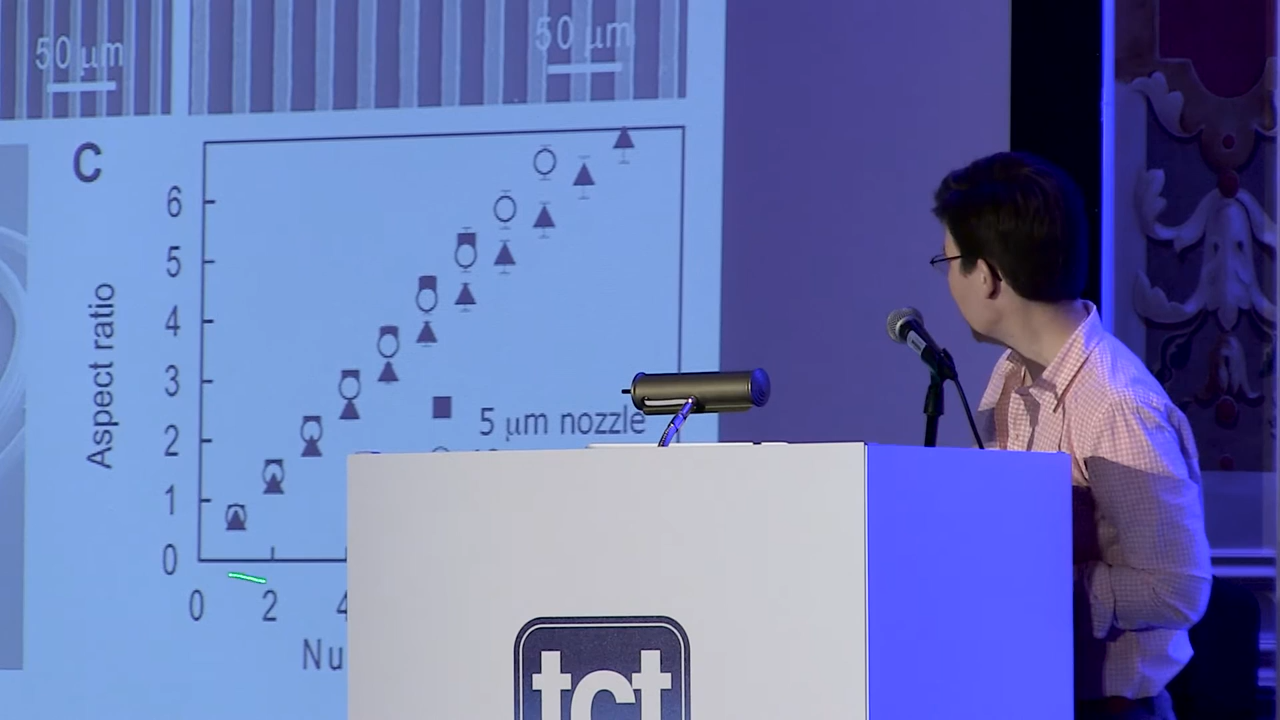 50 μm
50 μm
C
6
5
4
3
2
1
0
Aspect ratio
5 μm nozzle
0 2 4
Nu
tct